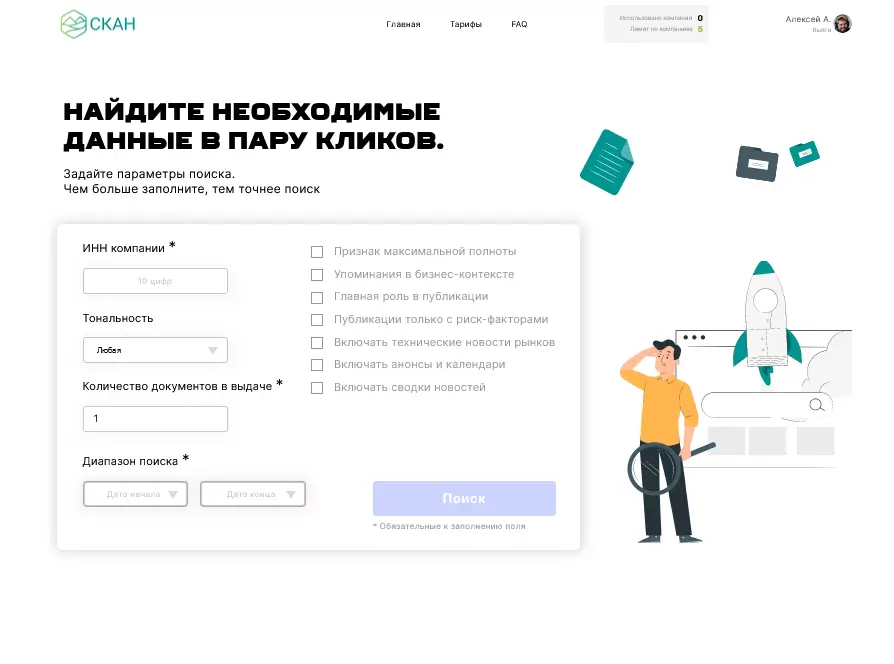 СКАН
Главная
Тарифы
FAQ
Использовано компаний 0
Лимит по компаниям 5
Алексей А.
Выйти
НАЙДИТЕ НЕОБХОДИМЫЕ
ДАННЫЕ В ПАРУ КЛИКОВ.
Задайте параметры поиска.
Чем больше заполните, тем точнее поиск
ИНН компании *
10 цифр
Тональность
Любая
Количество документов в выдаче *
1
Диапазон поиска *
Дата начала
Дата конца
Признак максимальной полноты
Упоминания в бизнес-контексте
Главная роль в публикации
Публикации только с риск-факторами
Включать технические новости рынков
Включать анонсы и календари
Включать сводки новостей
Поиск
* Обязательные к заполнению поля